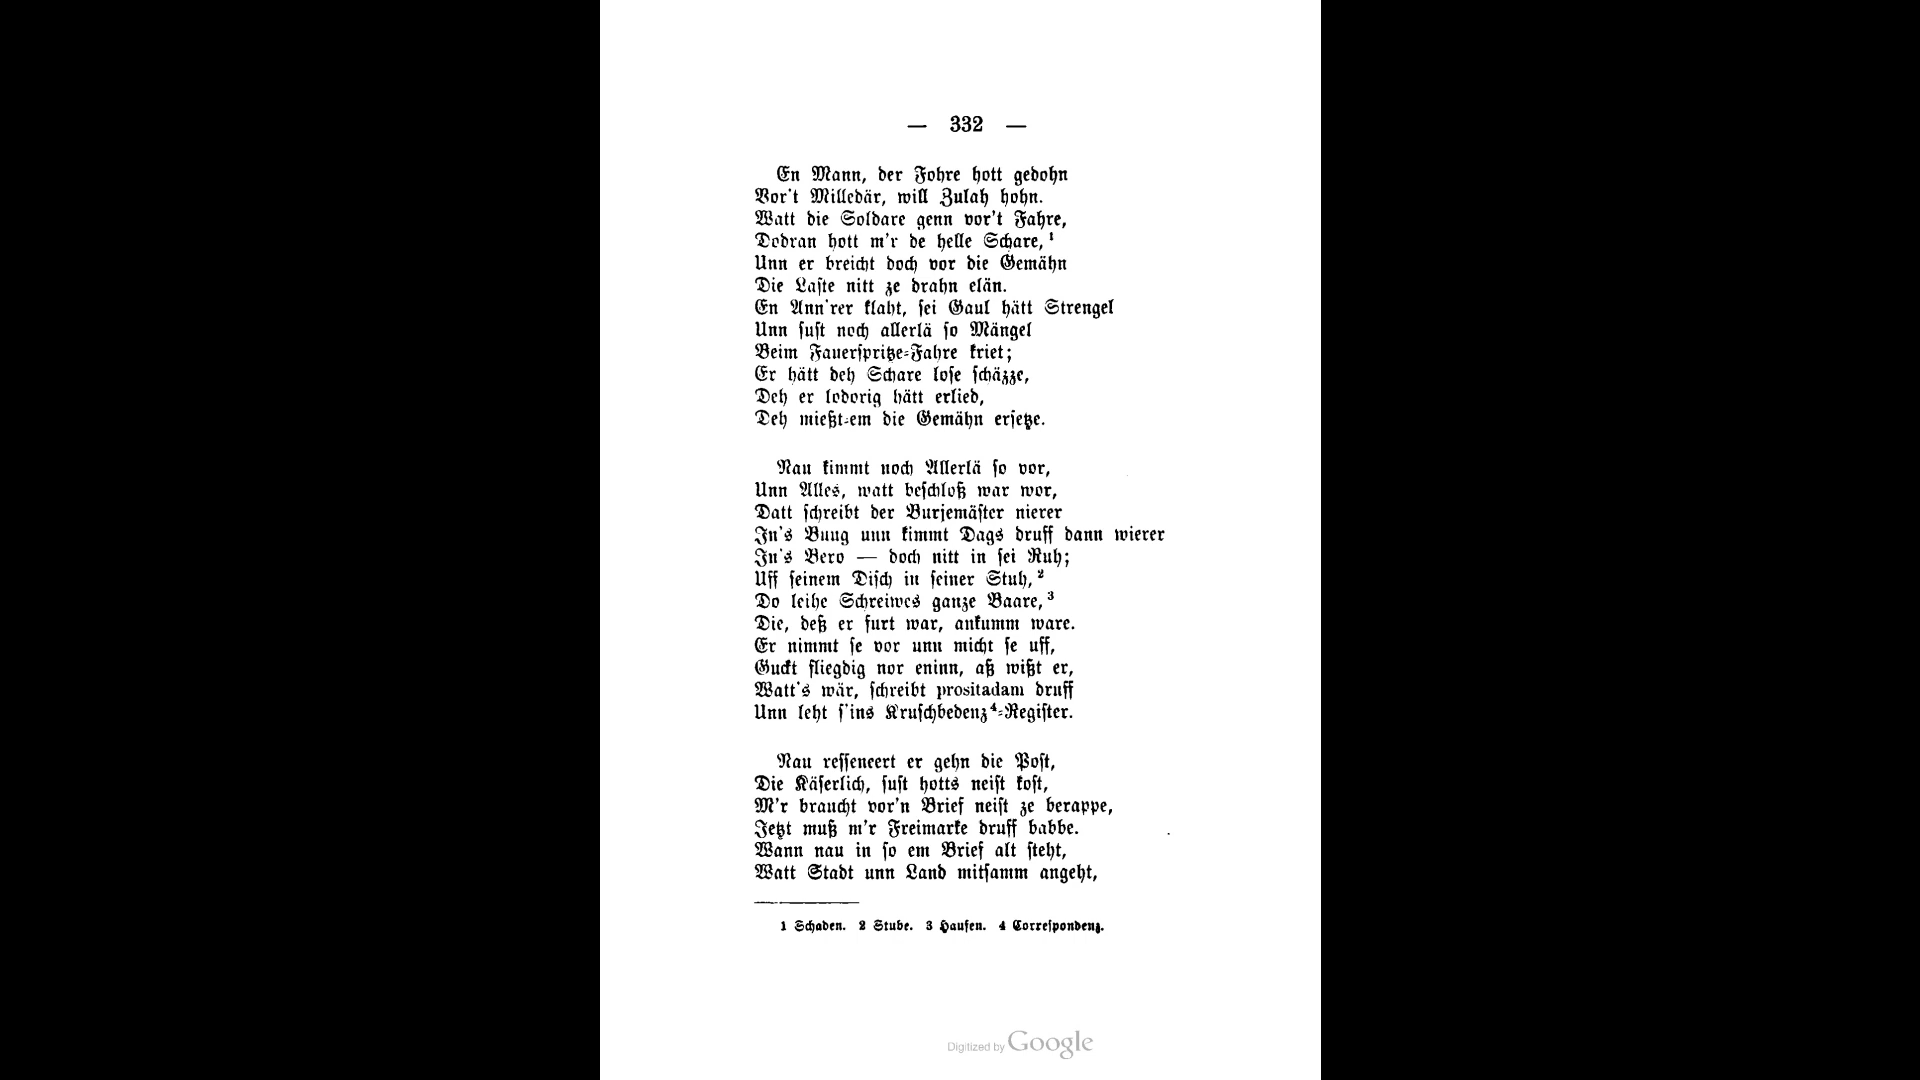 — 332 —
En Mann, der Fohre hott gedohn
Vor't Milledär, will Zulah hohn.
Watt die Soldare genn vor't Fahre,
Dodran hott m'r de helle Schare,¹
Unn er breicht doch vor die Gemähn
Die Laſte nitt ze drahn elän.
En Ann'rer klaht, ſei Gaul hätt Strengel
Unn ſuſt noch allerlä ſo Mängel
Beim Fauerſpritze-Fahre kriet;
Er hätt deh Schare loſe ſchäzze,
Deh er lodorig hätt erlied,
Deh mießt-em die Gemähn erſetze.
Nau kimmt noch Allerlä ſo vor,
Unn Alles, watt beſchloß war wor,
Datt ſchreibt der Burjemäſter nierer
In's Buug unn kimmt Dags druff dann wierer
In's Bero — doch nitt in ſei Ruh;
Uff ſeinem Diſch in ſeiner Stuh,²
Do leihe Schreiwes ganze Baare,³
Die, deß er furt war, ankumm ware.
Er nimmt ſe vor unn micht ſe uff,
Guckt fliegdig nor eninn, aß wißt er,
Watt's wär, ſchreibt prositadam druff
Unn leht ſ'ins Kruſchbedenz⁴-Regiſter.
Nau reſſeneert er gehn die Poſt,
Die Käſerlich, ſuſt hotts neiſt koſt,
M'r braucht vor'n Brief neiſt ze berappe,
Jetzt muß m'r Freimarke druff babbe.
Wann nau in ſo em Brief alt ſteht,
Watt Stadt unn Land mitſamm angeht,
1 Schaden. 2 Stube. 3 Haufen. 4 Correſpondenz.
Digitized by Google